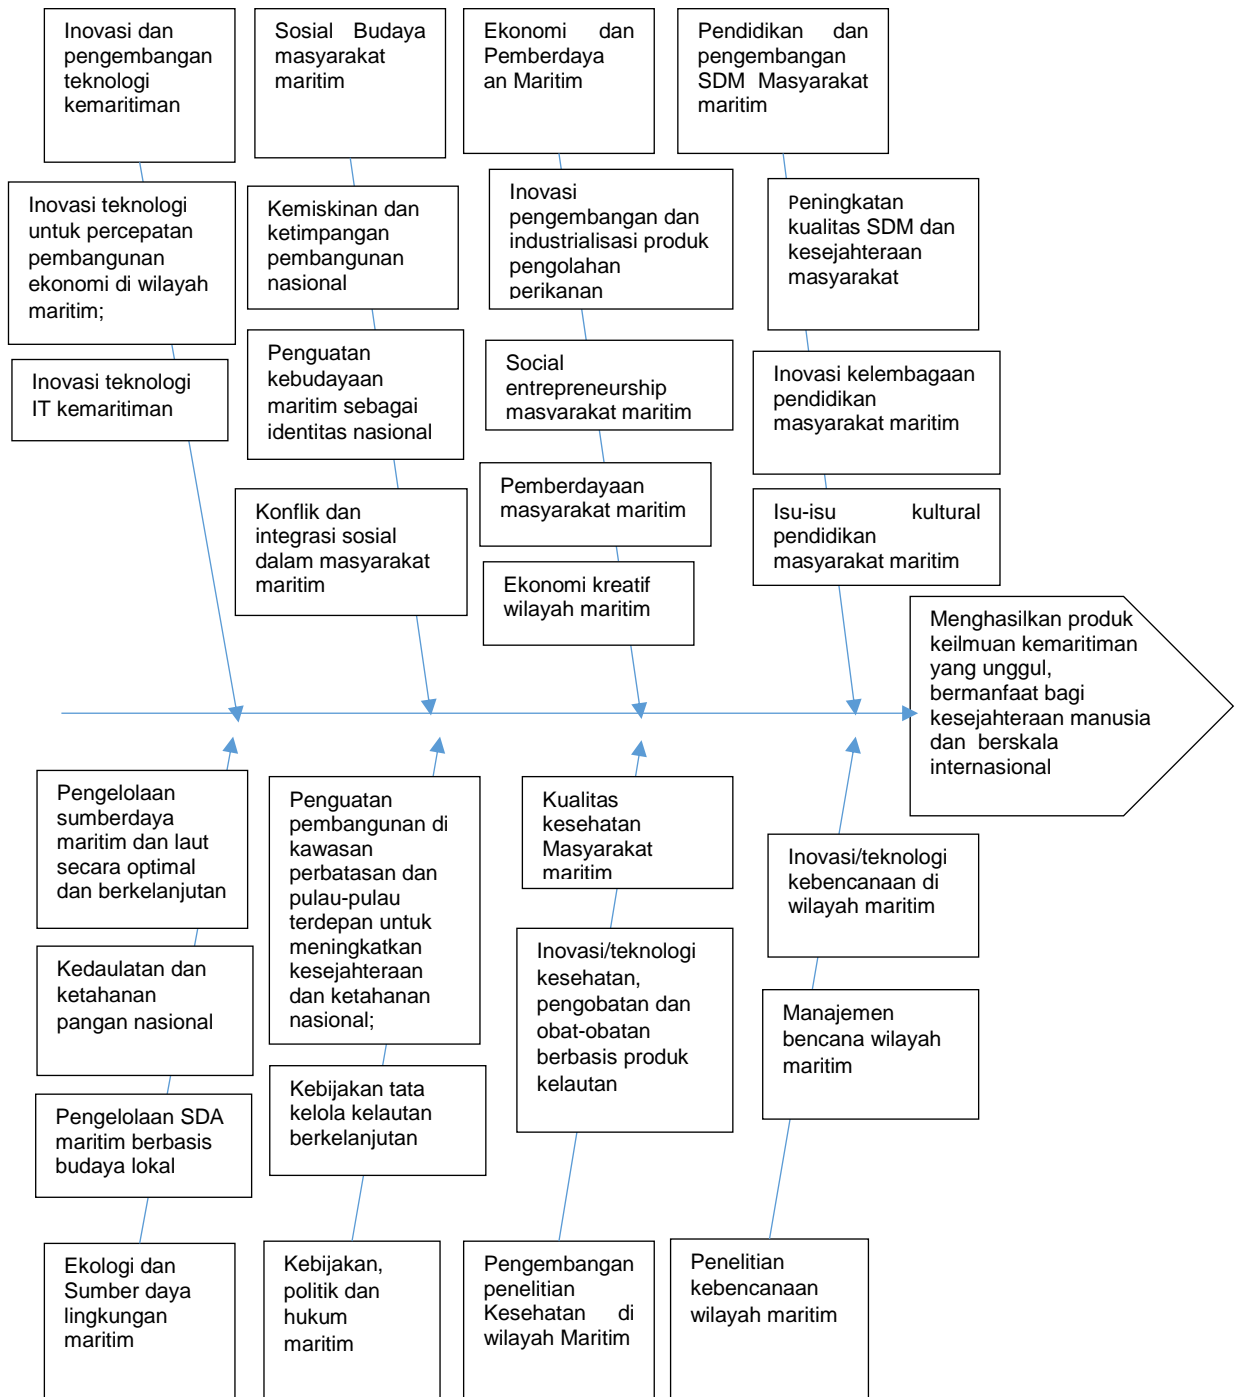 Inovasi dan
pengembangan
teknologi
kemaritiman
Sosial Budaya
masyarakat
maritim
Ekonomi dan
Pemberdaya
an Maritim
Pendidikan dan
pengembangan
SDM Masyarakat
maritim
Inovasi teknologi
untuk percepatan
pembangunan
ekonomi di wilayah
maritim;
Kemiskinan dan
ketimpangan
pembangunan
nasional
Inovasi
pengembangan dan
industrialisasi produk
pengolahan
perikanan
Peningkatan
kualitas SDM dan
kesejahteraan
masyarakat
Inovasi teknologi
IT kemaritiman
Penguatan
kebudayaan
maritim sebagai
identitas nasional
Social
entrepreneurship
masyarakat maritim
Inovasi kelembagaan
pendidikan
masyarakat maritim
Konflik dan
integrasi sosial
dalam masyarakat
maritim
Pemberdayaan
masyarakat maritim
Isu-isu kultural
pendidikan
masyarakat maritim
Ekonomi kreatif
wilayah maritim
Menghasilkan produk
keilmuan kemaritiman
yang unggul,
bermanfaat bagi
kesejahteraan manusia
dan berskala
internasional
Pengelolaan
sumberdaya
maritim dan laut
secara optimal
dan berkelanjutan
Penguatan
pembangunan di
kawasan
perbatasan dan
pulau-pulau
terdepan untuk
meningkatkan
kesejahteraan
dan ketahanan
nasional;
Kualitas
kesehatan
Masyarakat
maritim
Inovasi/teknologi
kebencanaan di
wilayah maritim
Kedaulatan dan
ketahanan
pangan nasional
Inovasi/teknologi
kesehatan,
pengobatan dan
obat-obatan
berbasis produk
kelautan
Manajemen
bencana wilayah
maritim
Pengelolaan SDA
maritim berbasis
budaya lokal
Kebijakan tata
kelola kelautan
berkelanjutan
Ekologi dan
Sumber daya
lingkungan
maritim
Kebijakan,
politik dan
hukum
maritim
Pengembangan
penelitian
Kesehatan di
wilayah Maritim
Penelitian
kebencanaan
wilayah maritim